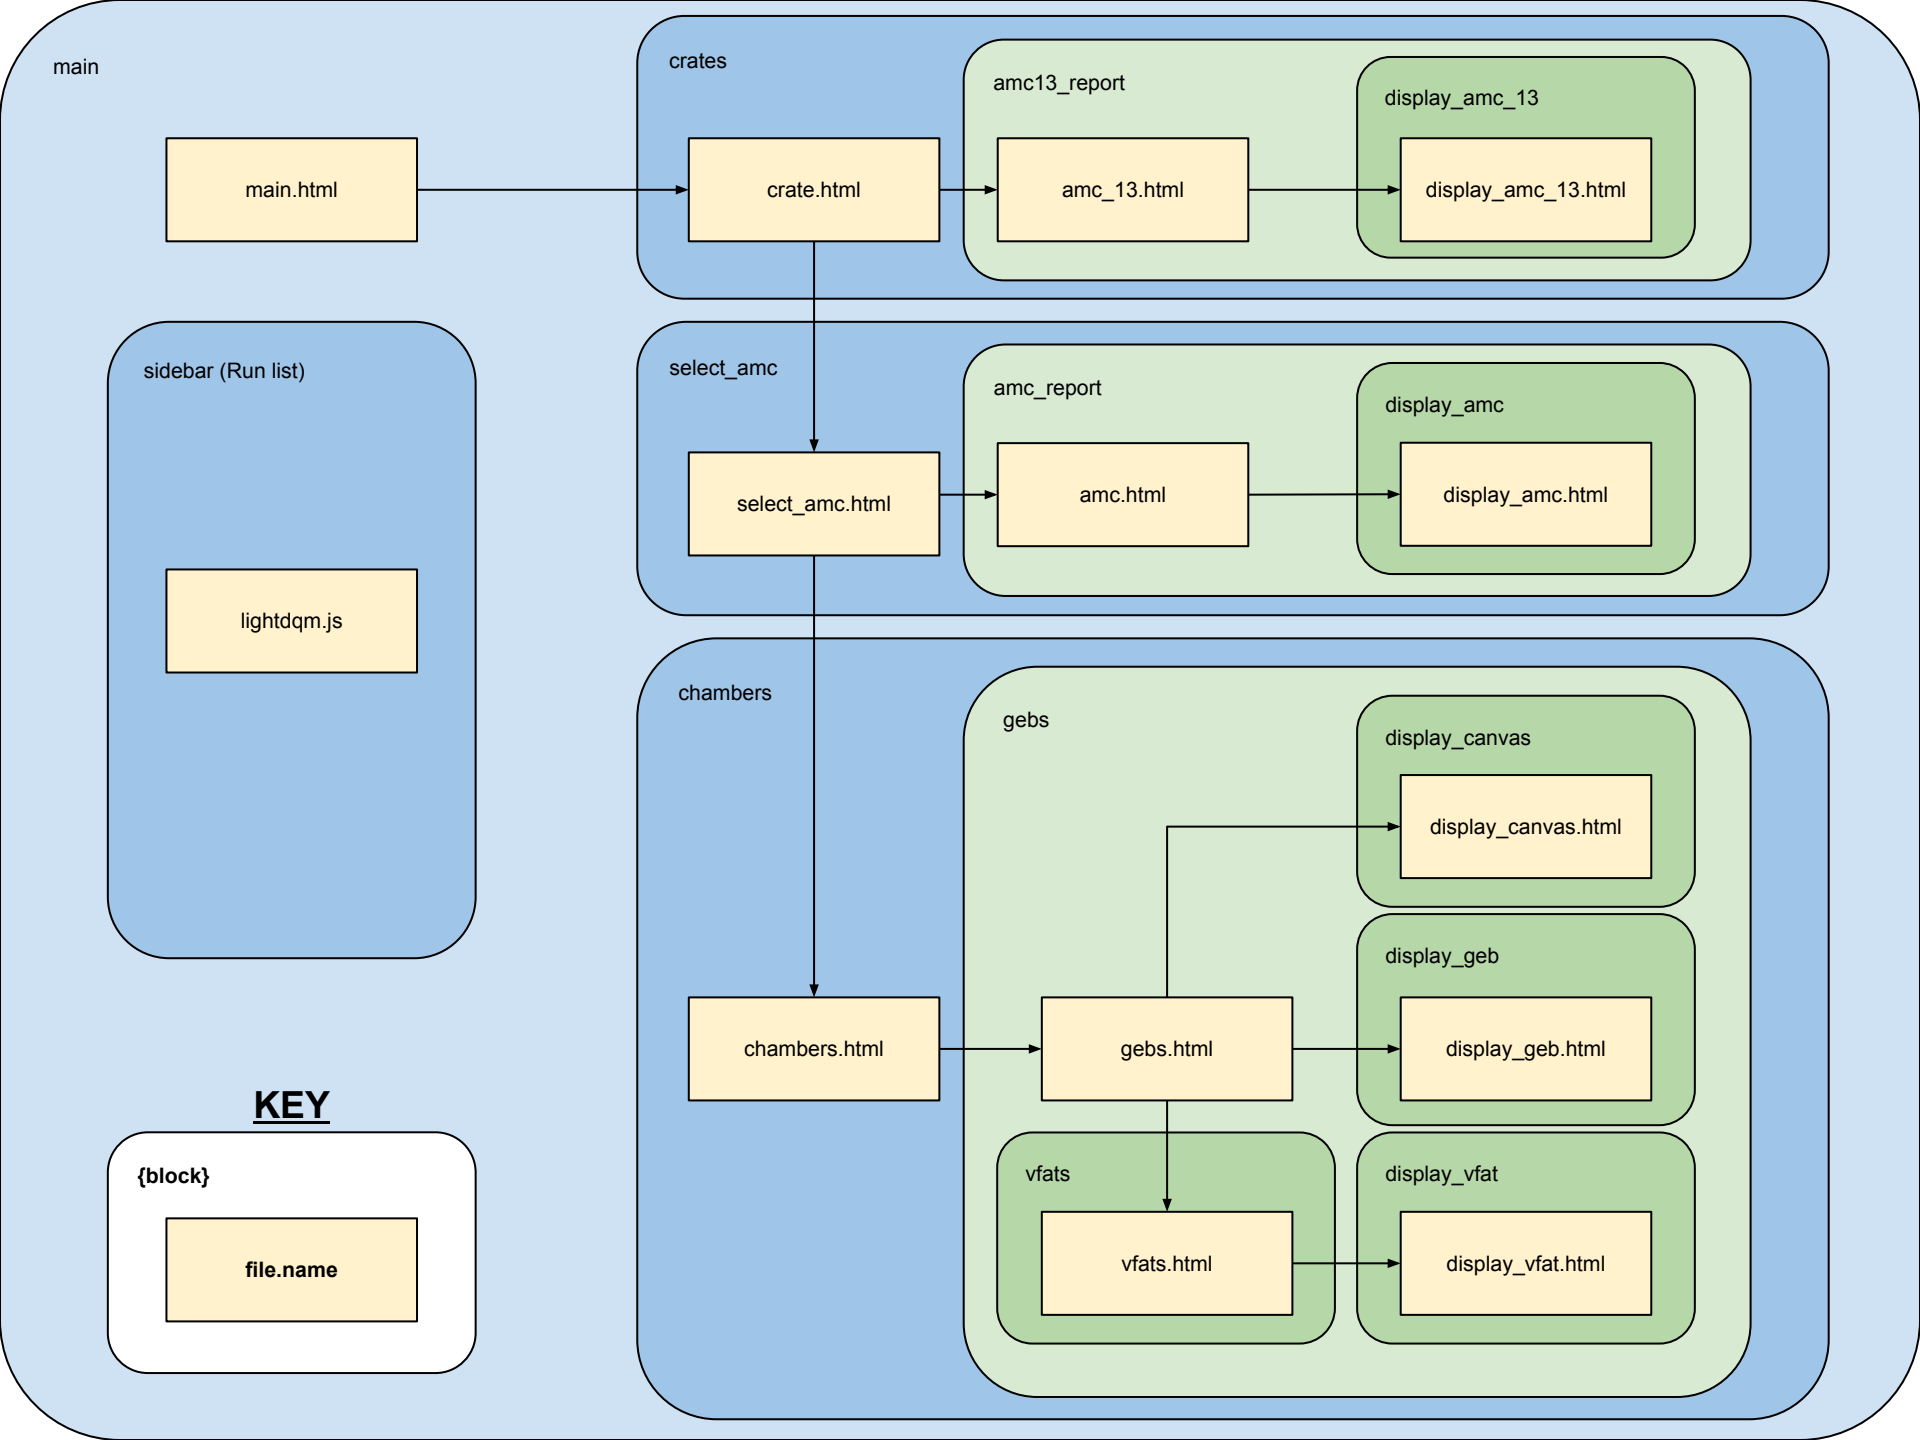 main
main.html
crates
crate.html
amc13_report
amc_13.html
display_amc_13
display_amc_13.html
sidebar (Run list)
lightdqm.js
select_amc
select_amc.html
amc_report
amc.html
display_amc
display_amc.html
chambers
chambers.html
gebs
gebs.html
display_canvas
display_canvas.html
display_geb
display_geb.html
vfats
vfats.html
display_vfat
display_vfat.html
KEY
{block}
file.name